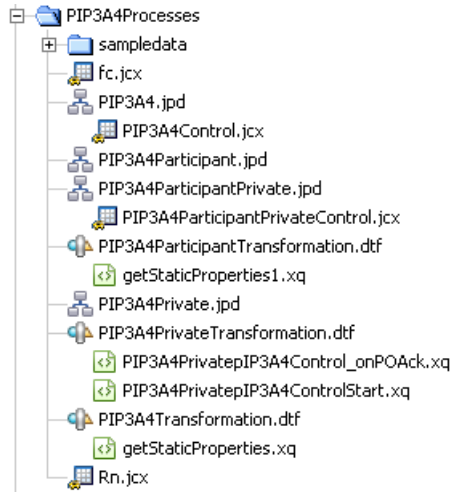 PIP3A4Processes
sampledata
fc.jcx
PIP3A4.jpd
PIP3A4Control.jcx
PIP3A4Participant.jpd
PIP3A4ParticipantPrivate.jpd
PIP3A4ParticipantPrivateControl.jcx
PIP3A4ParticipantTransformation.dtf
getStaticProperties1.xq
PIP3A4Private.jpd
PIP3A4PrivateTransformation.dtf
PIP3A4PrivatepIP3A4Control_onPOAck.xq
PIP3A4PrivatepIP3A4ControlStart.xq
PIP3A4Transformation.dtf
getStaticProperties.xq
Rn.jcx